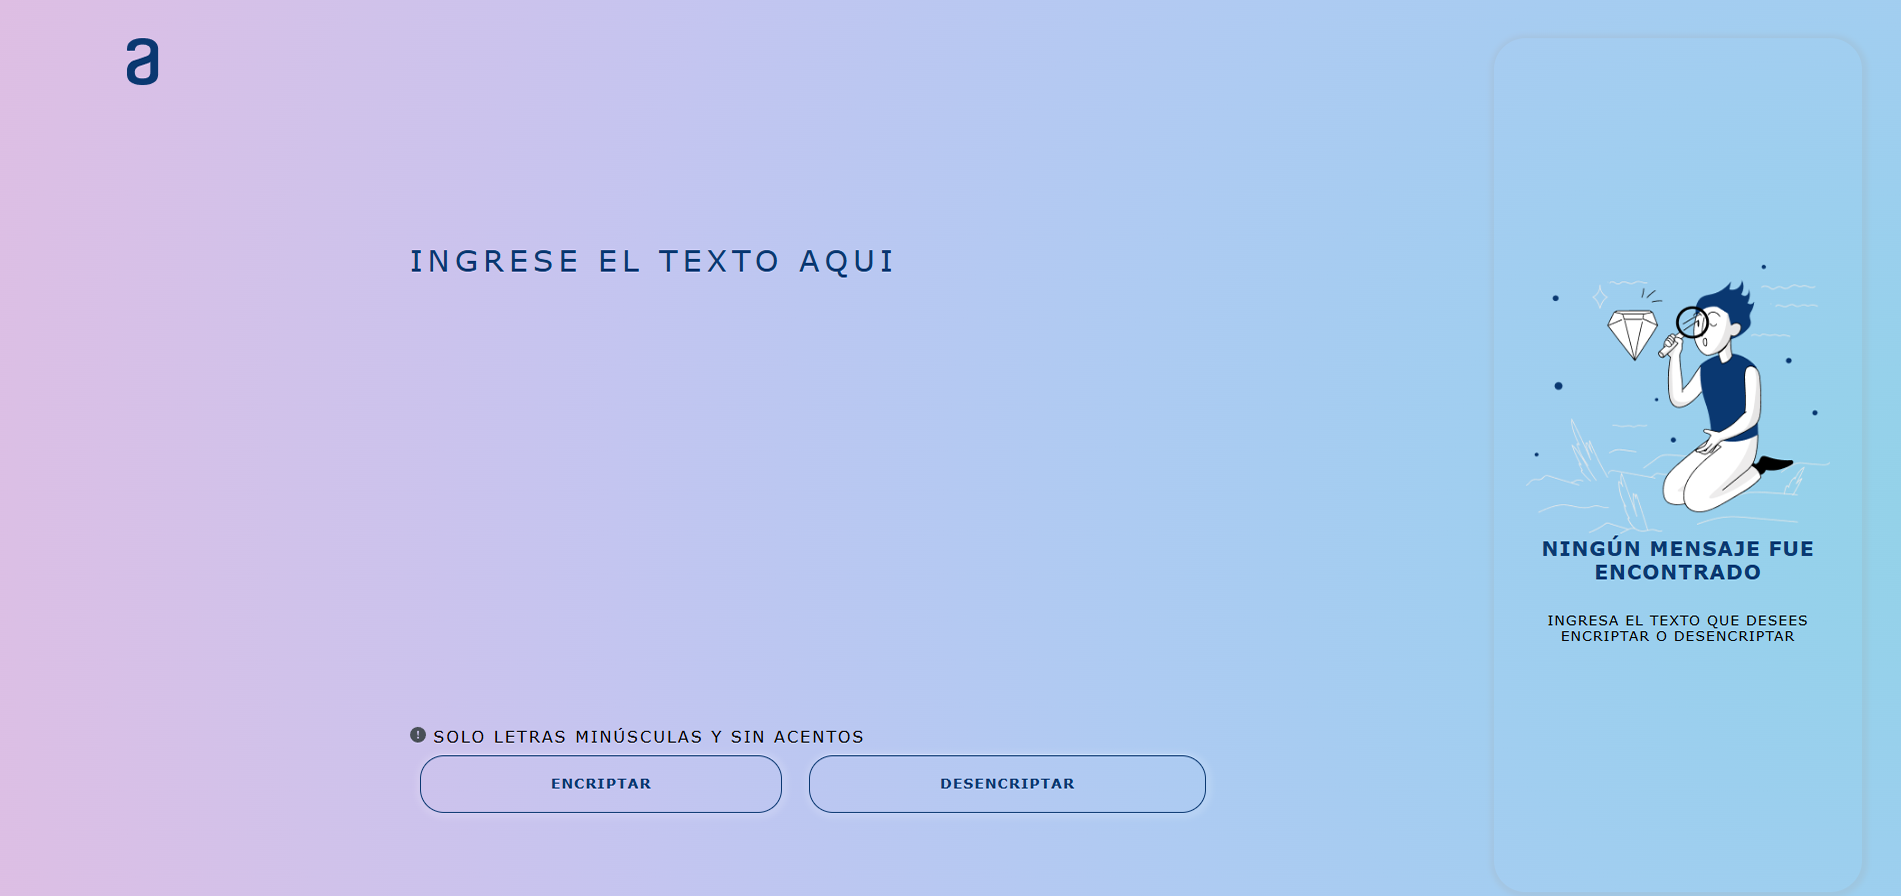 a
INGRESE EL TEXTO AQUI
SOLO LETRAS MINÚSCULAS Y SIN ACENTOS
ENCRIPTAR
DESENCRIPTAR
NINGÚN MENSAJE FUE
ENCONTRADO
INGRESA EL TEXTO QUE DESEES
ENCRIPTAR O DESENCRIPTAR